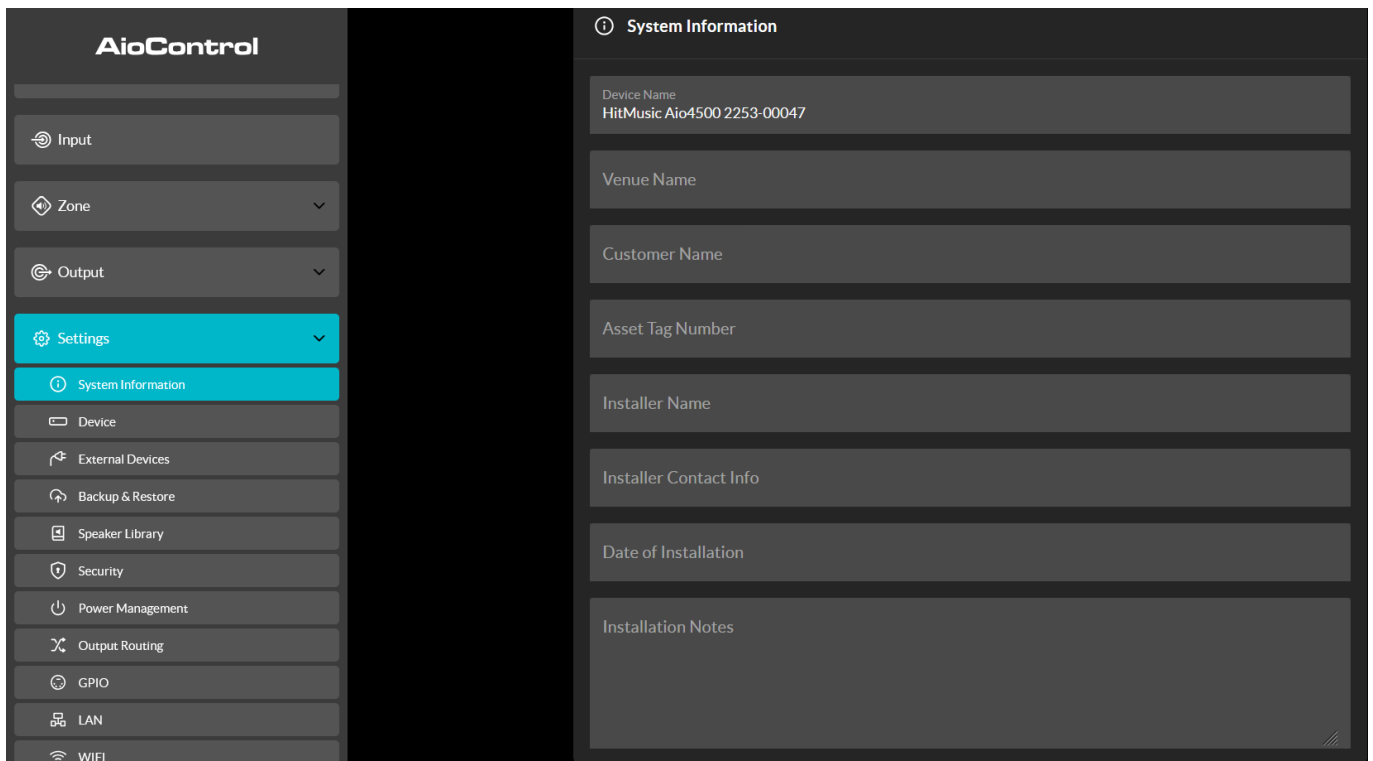 AioControl
Input
Zone
Output
Settings
System Information
Device
External Devices
Backup & Restore
Speaker Library
Security
Power Management
Output Routing
GPIO
LAN
WIFI
System Information
Device Name
HitMusic Aio4500 2253-00047
Venue Name
Customer Name
Asset Tag Number
Installer Name
Installer Contact Info
Date of Installation
Installation Notes